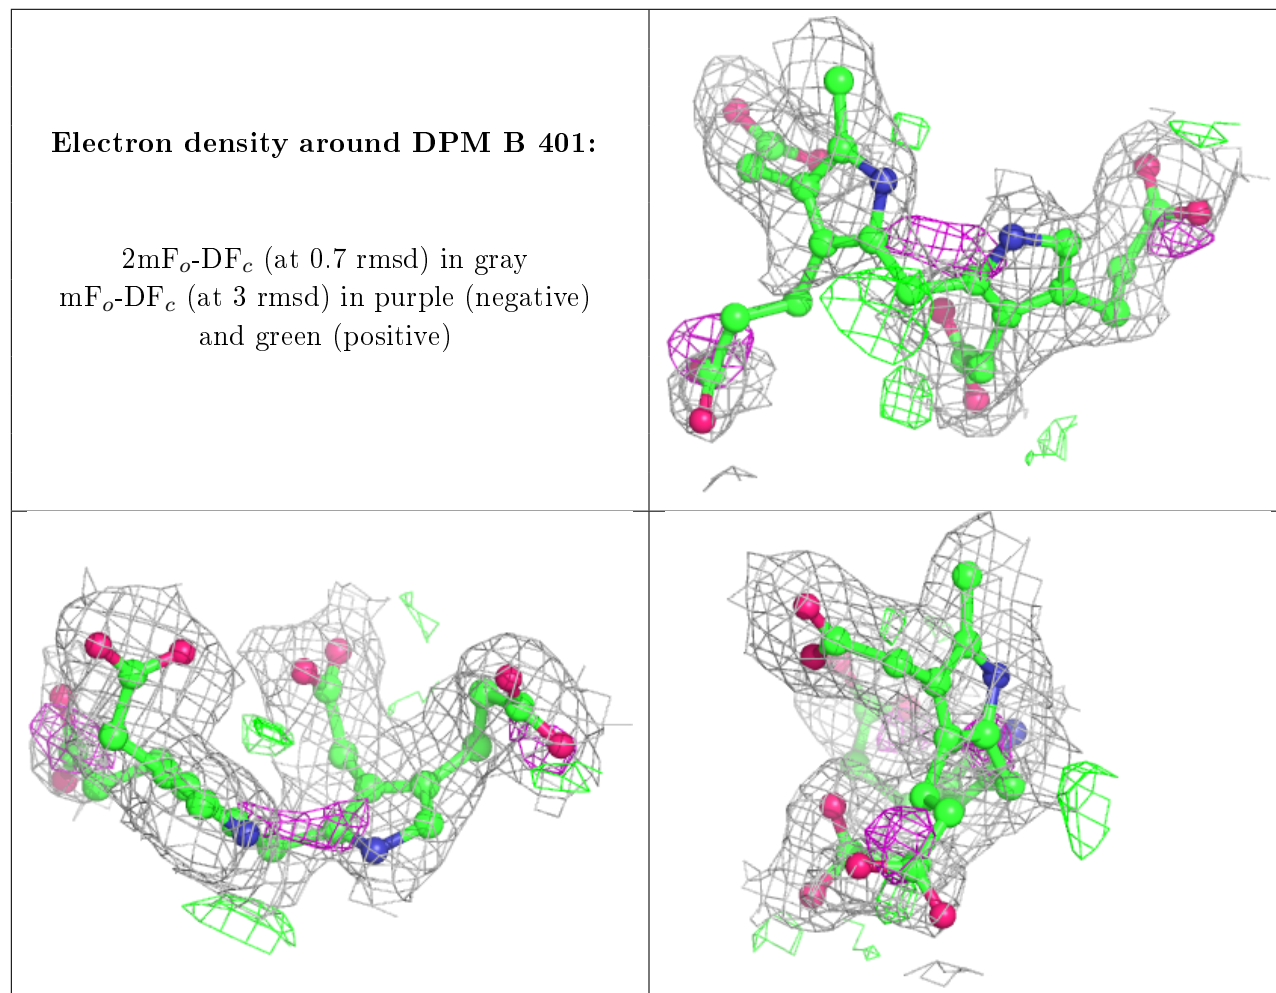 Electron density around DPM B 401:
2mFo-DFc (at 0.7 rmsd) in gray
mFo-DFc (at 3 rmsd) in purple (negative)
and green (positive)